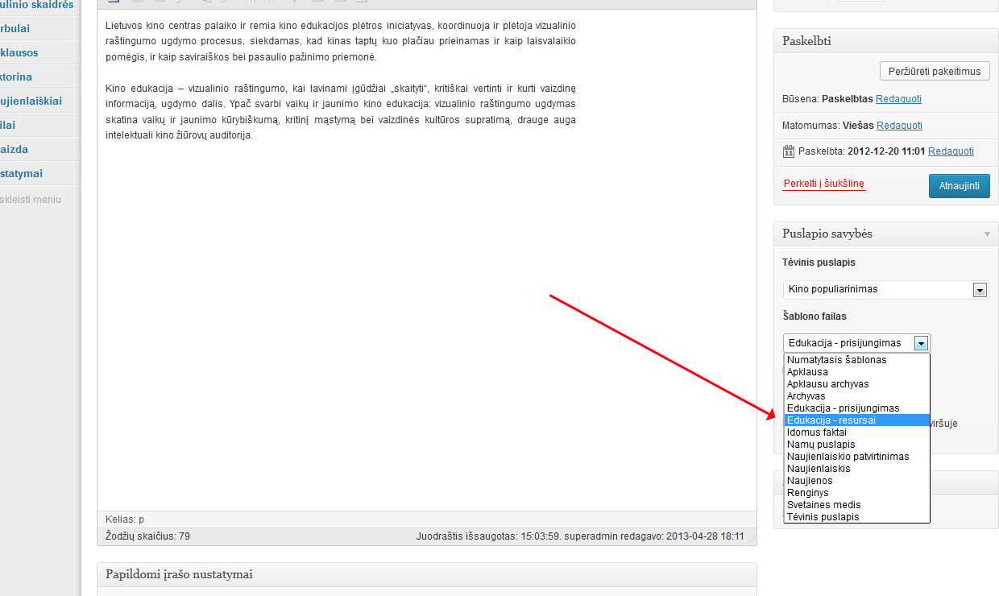 ulinio skaidrės
rbulai
klausos
ktorina
ujienlaiškiai
ilai
aizda
statymai
skleisti meniu
Lietuvos kino centras palaiko ir remia kino edukacijos plėtros iniciatyvas, koordinuoja ir plėtoja vizualinio
raštingumo ugdymo procesus, siekdamas, kad kinas taptų kuo plačiau prieinamas ir kaip laisvalaikio
pomėgis, ir kaip saviraiškos bei pasaulio pažinimo priemonė.
Kino edukacija – vizualinio raštingumo, kai lavinami įgūdžiai „skaityti“, kritiškai vertinti ir kurti vaizdinę
informaciją, ugdymo dalis. Ypač svarbi vaikų ir jaunimo kino edukacija: vizualinio raštingumo ugdymas
skatina vaikų ir jaunimo kūrybiškumą, kritinį mąstymą bei vaizdinės kultūros supratimą, drauge auga
intelektuali kino žiūrovų auditorija.
Kelias: p
Žodžių skaičius: 79
Juodraštis išsaugotas: 15:03:59. superadmin redagavo: 2013-04-28 18:11
Papildomi įrašo nustatymai
Paskelbti
Peržiūrėti pakeitimus
Būsena: Paskelbtas Redaguoti
Matomumas: Viešas Redaguoti
11 Paskelbta: 2012-12-20 11:01 Redaguoti
Perkelti į šiukšlinę
Atnaujinti
Puslapio savybės
Tėvinis puslapis
Kino populiarinimas
Šablono failas
Edukacija - prisijungimas
Numatytasis šablonas
Apklausa
Apklausu archyvas
Archyvas
Edukacija - prisijungimas
Edukacija - resursai
viršuje
Idomus faktai
Namų puslapis
Naujienlaiskio patvirtinimas
Naujienlaiskis
Naujienos
Renginys
Svetaines medis
Tėvinis puslapis